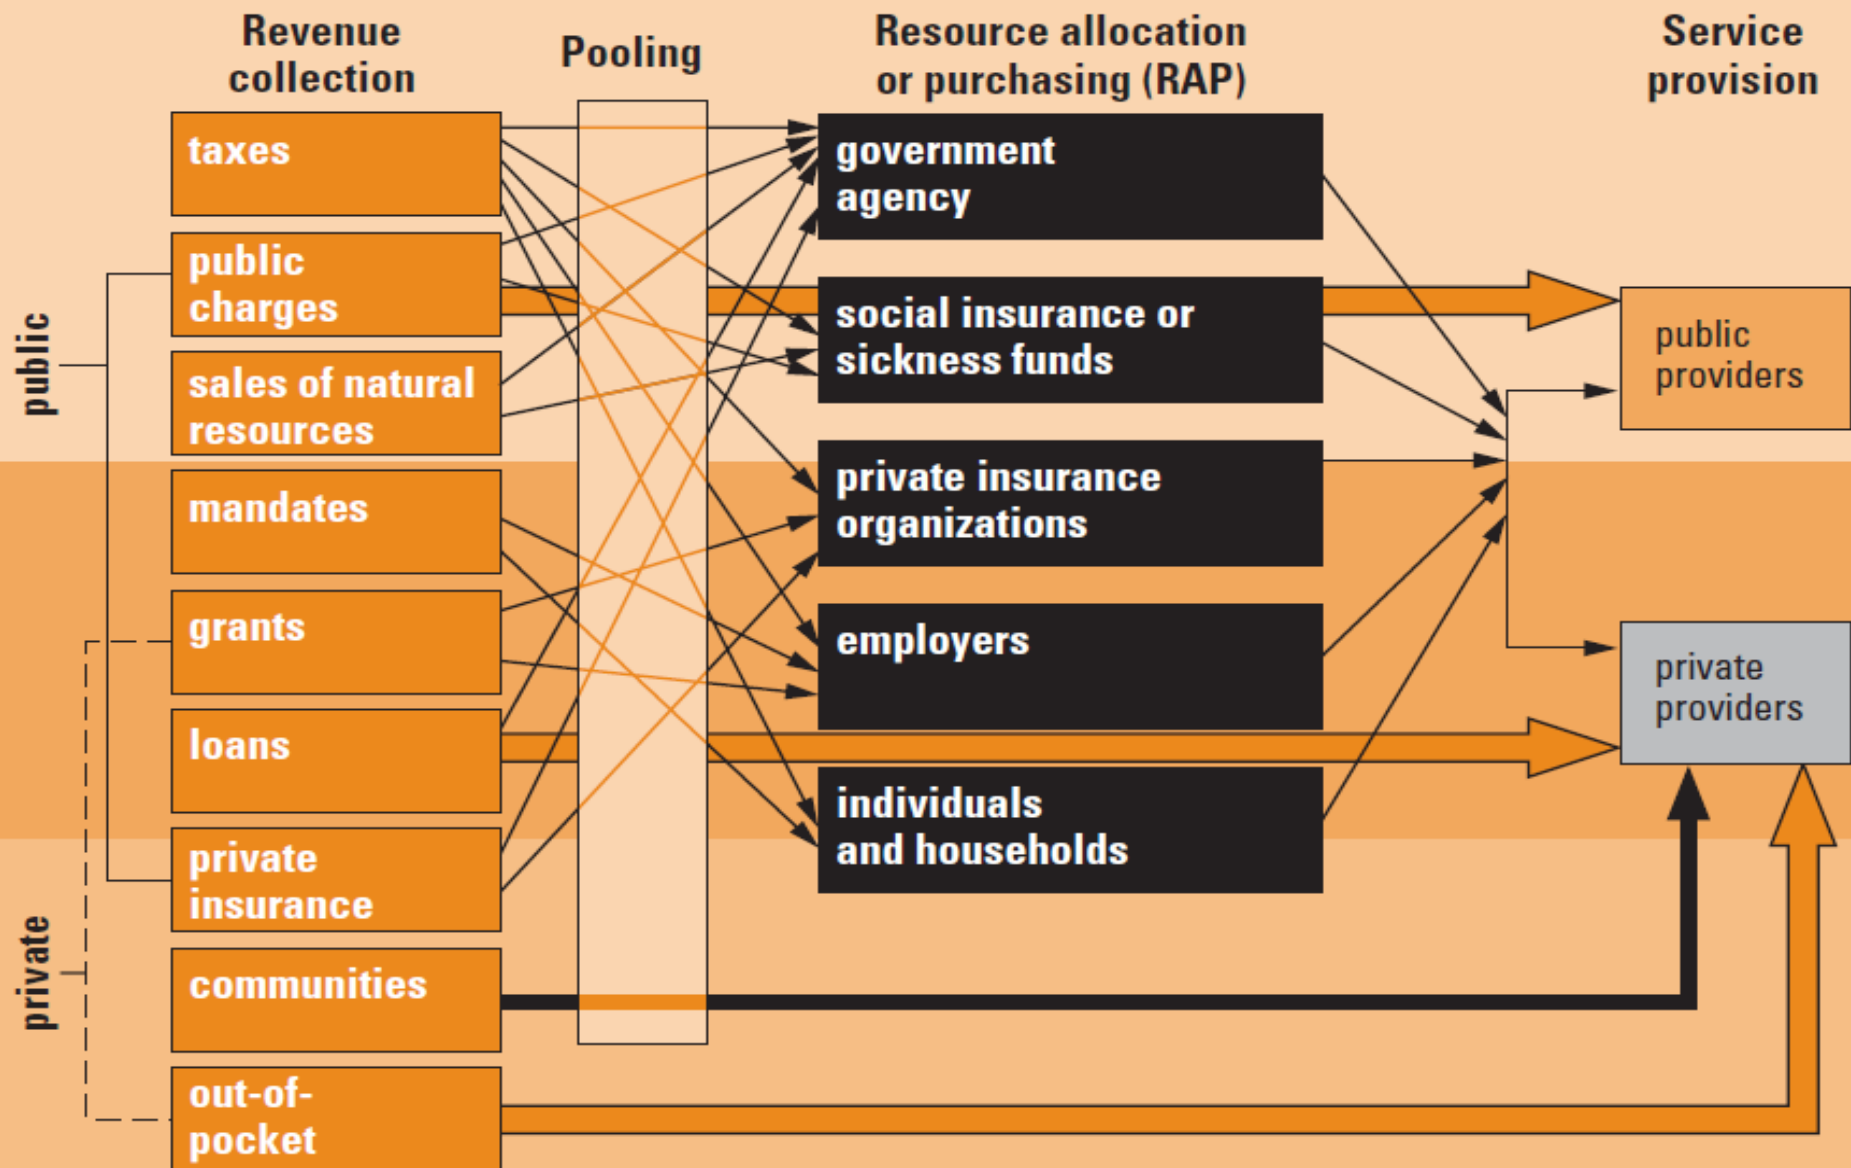 Revenue
collection
Pooling
Resource allocation
or purchasing (RAP)
Service
provision
public
private
taxes
public
charges
sales of natural
resources
mandates
grants
loans
private
insurance
communities
out-of-
pocket
government
agency
social insurance or
sickness funds
private insurance
organizations
employers
individuals
and households
public
providers
private
providers